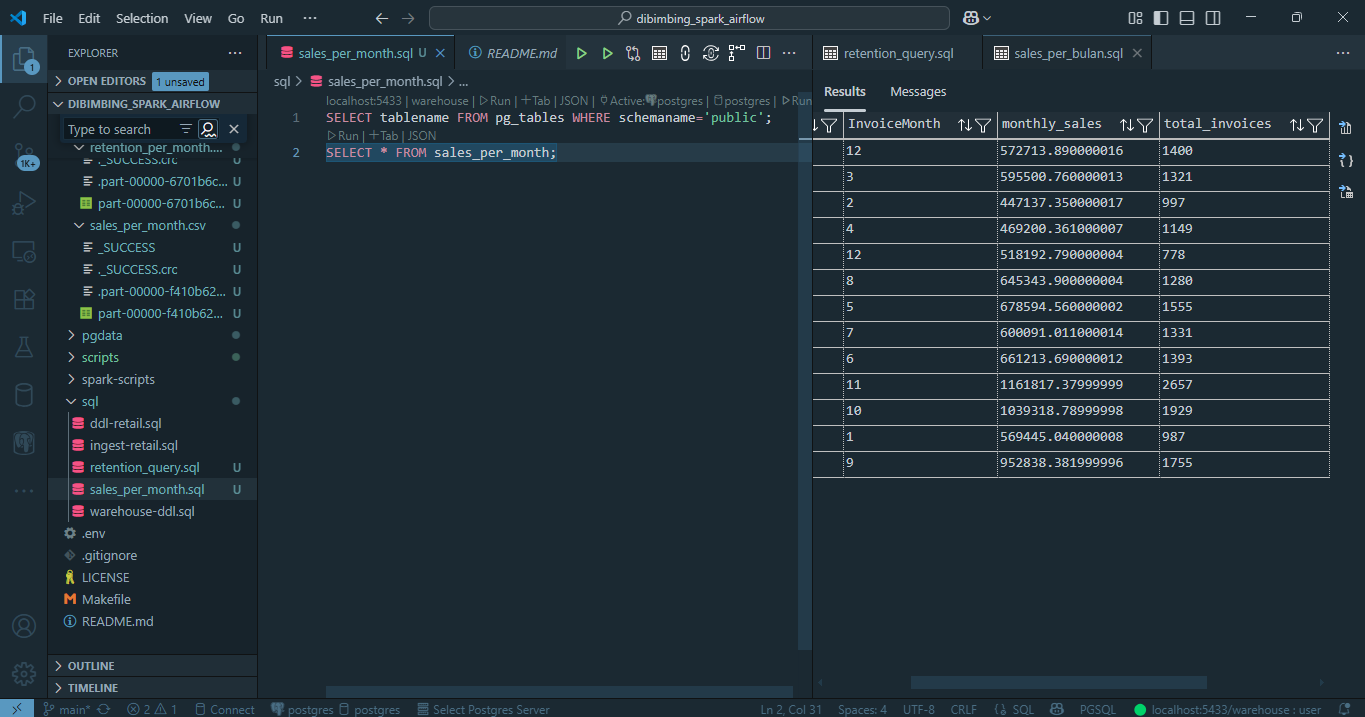 File Edit Selection View Go Run ··· dibimbing_spark_airflow
EXPLORER ···
OPEN EDITORS 1 unsaved
DIBIMBING_SPARK_AIRFLOW
Type to search
retention_per_month....
._SUCCESS.crc U
.part-00000-6701b6c... U
part-00000-6701b6c... U
sales_per_month.csv
_SUCCESS U
._SUCCESS.crc U
.part-00000-f410b62... U
part-00000-f410b62... U
pgdata
scripts
spark-scripts
sql
ddl-retail.sql
ingest-retail.sql
retention_query.sql U
sales_per_month.sql U
warehouse-ddl.sql
.env
.gitignore
LICENSE
Makefile
README.md
OUTLINE
TIMELINE
1
1K+
sales_per_month.sql U README.md
sql > sales_per_month.sql > ...
localhost:5433 | warehouse | Run | Tab | JSON | Active: postgres | postgres | Run
1 SELECT tablename FROM pg_tables WHERE schemaname='public';
Run | Tab | JSON
2 SELECT * FROM sales_per_month;
retention_query.sql sales_per_bulan.sql ···
Results Messages
InvoiceMonth monthly_sales total_invoices
12 572713.890000016 1400
3 595500.760000013 1321
2 447137.350000017 997
4 469200.361000007 1149
12 518192.790000004 778
8 645343.900000004 1280
5 678594.560000002 1555
7 600091.011000014 1331
6 661213.690000012 1393
11 1161817.37999999 2657
10 1039318.78999998 1929
1 569445.040000008 987
9 952838.381999996 1755
main* 2 1 Connect postgres postgres Select Postgres Server Ln 2, Col 31 Spaces: 4 UTF-8 CRLF SQL PGSQL localhost:5433/warehouse : user